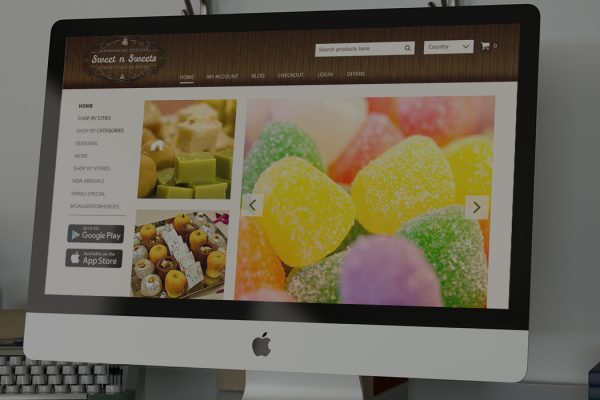 Sweet n Sweets
Search products here
Country
0
HOME
MY ACCOUNT
BLOG
CHECKOUT
LOGIN
OFFERS
HOME
SHOP BY CITIES
SHOP BY CATEGORIES
SEASONAL
MORE
SHOP BY STORES
NEW ARRIVALS
DIWALI SPECIAL
#FLAVORSFORHEROES
GET IT ON
Google Play
Available on the
App Store